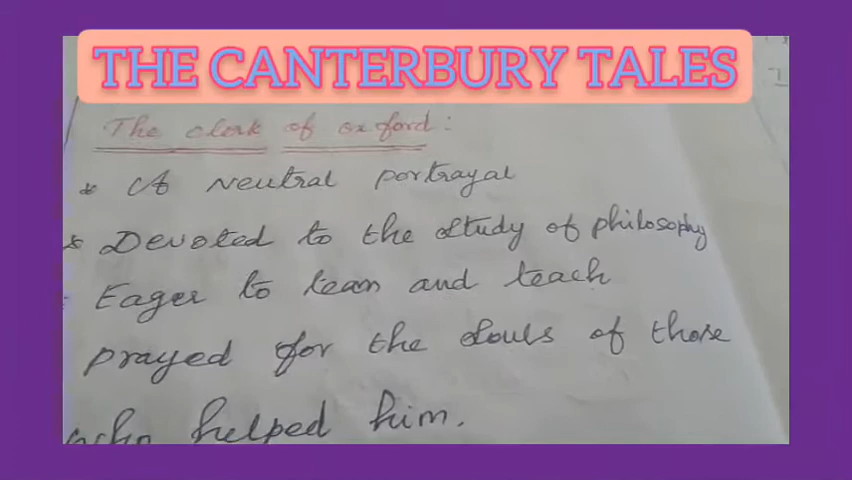 THE CANTERBURY TALES
The clerk of oxford:
* A Neutral portrayal
* Devoted to the study of philosophy
Eager to learn and teach
prayed for the souls of those
who helped him.